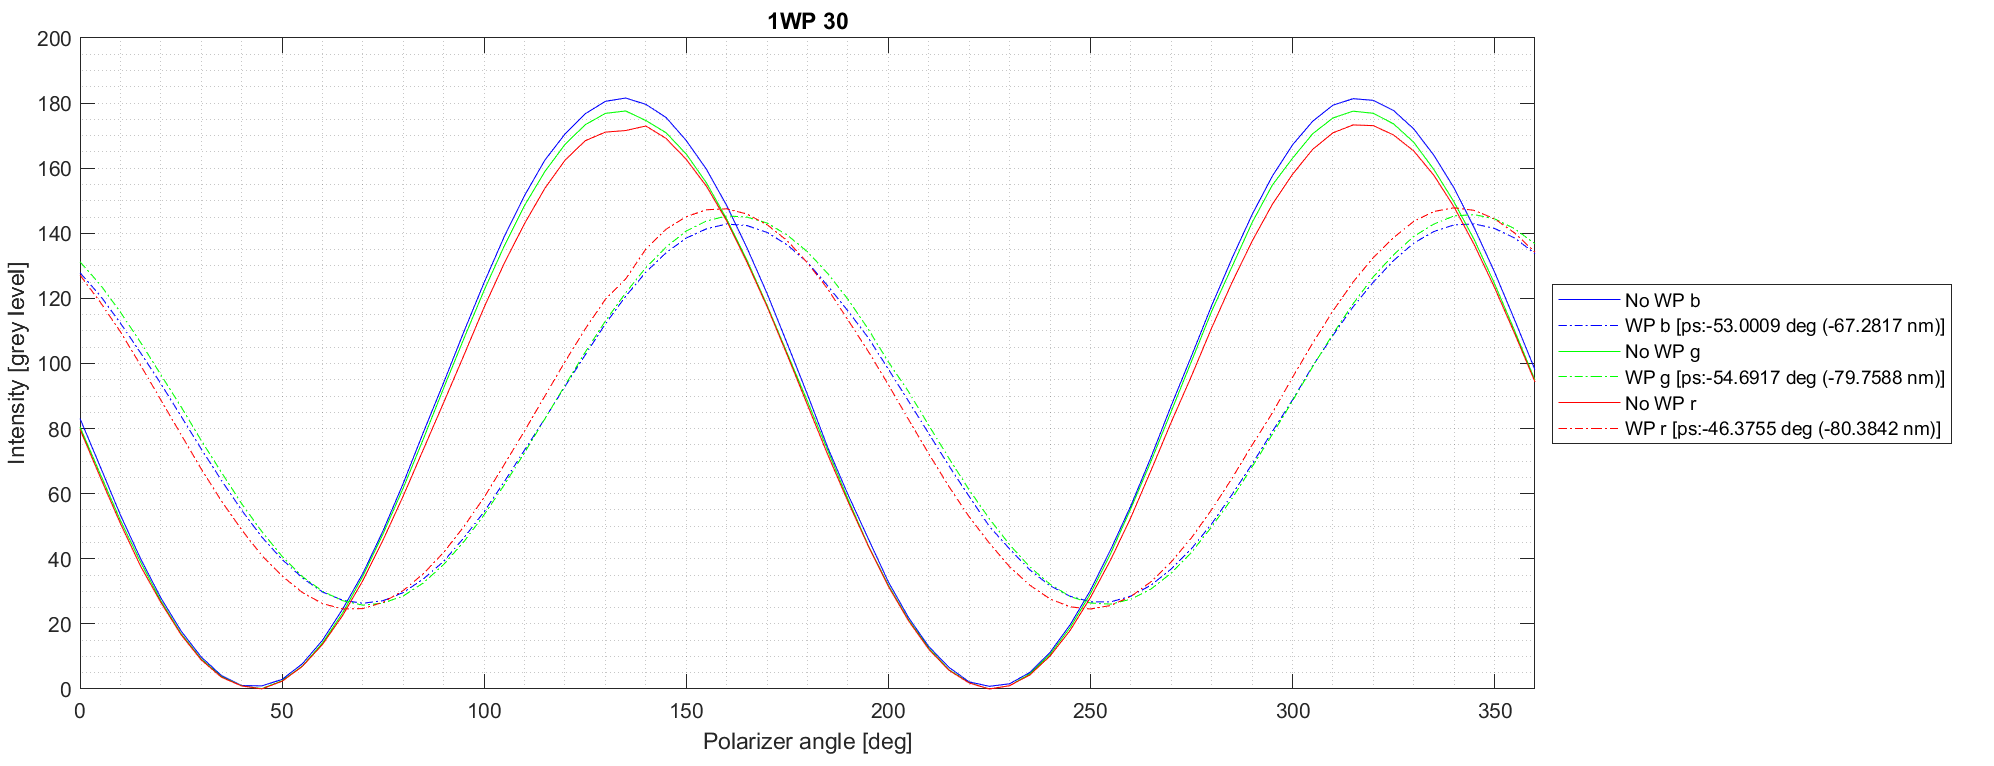 1WP 30
200
180
160
140
120
100
80
60
40
20
0
0 50 100 150 200 250 300 350
Intensity [grey level]
Polarizer angle [deg]
No WP b
WP b [ps:-53.0009 deg (-67.2817 nm)]
No WP g
WP g [ps:-54.6917 deg (-79.7588 nm)]
No WP r
WP r [ps:-46.3755 deg (-80.3842 nm)]